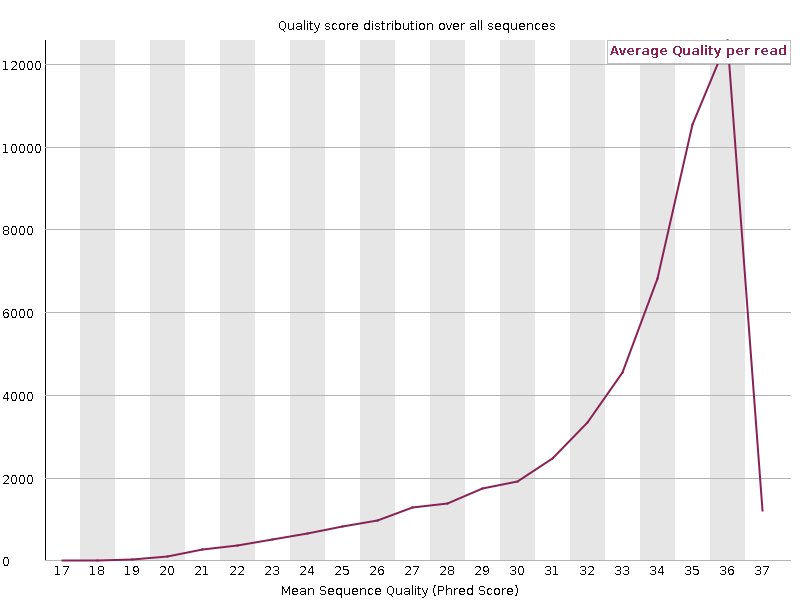 Quality score distribution over all sequences
Average Quality per read
12000
10000
8000
6000
4000
2000
0
17 18 19 20 21 22 23 24 25 26 27 28 29 30 31 32 33 34 35 36 37
Mean Sequence Quality (Phred Score)